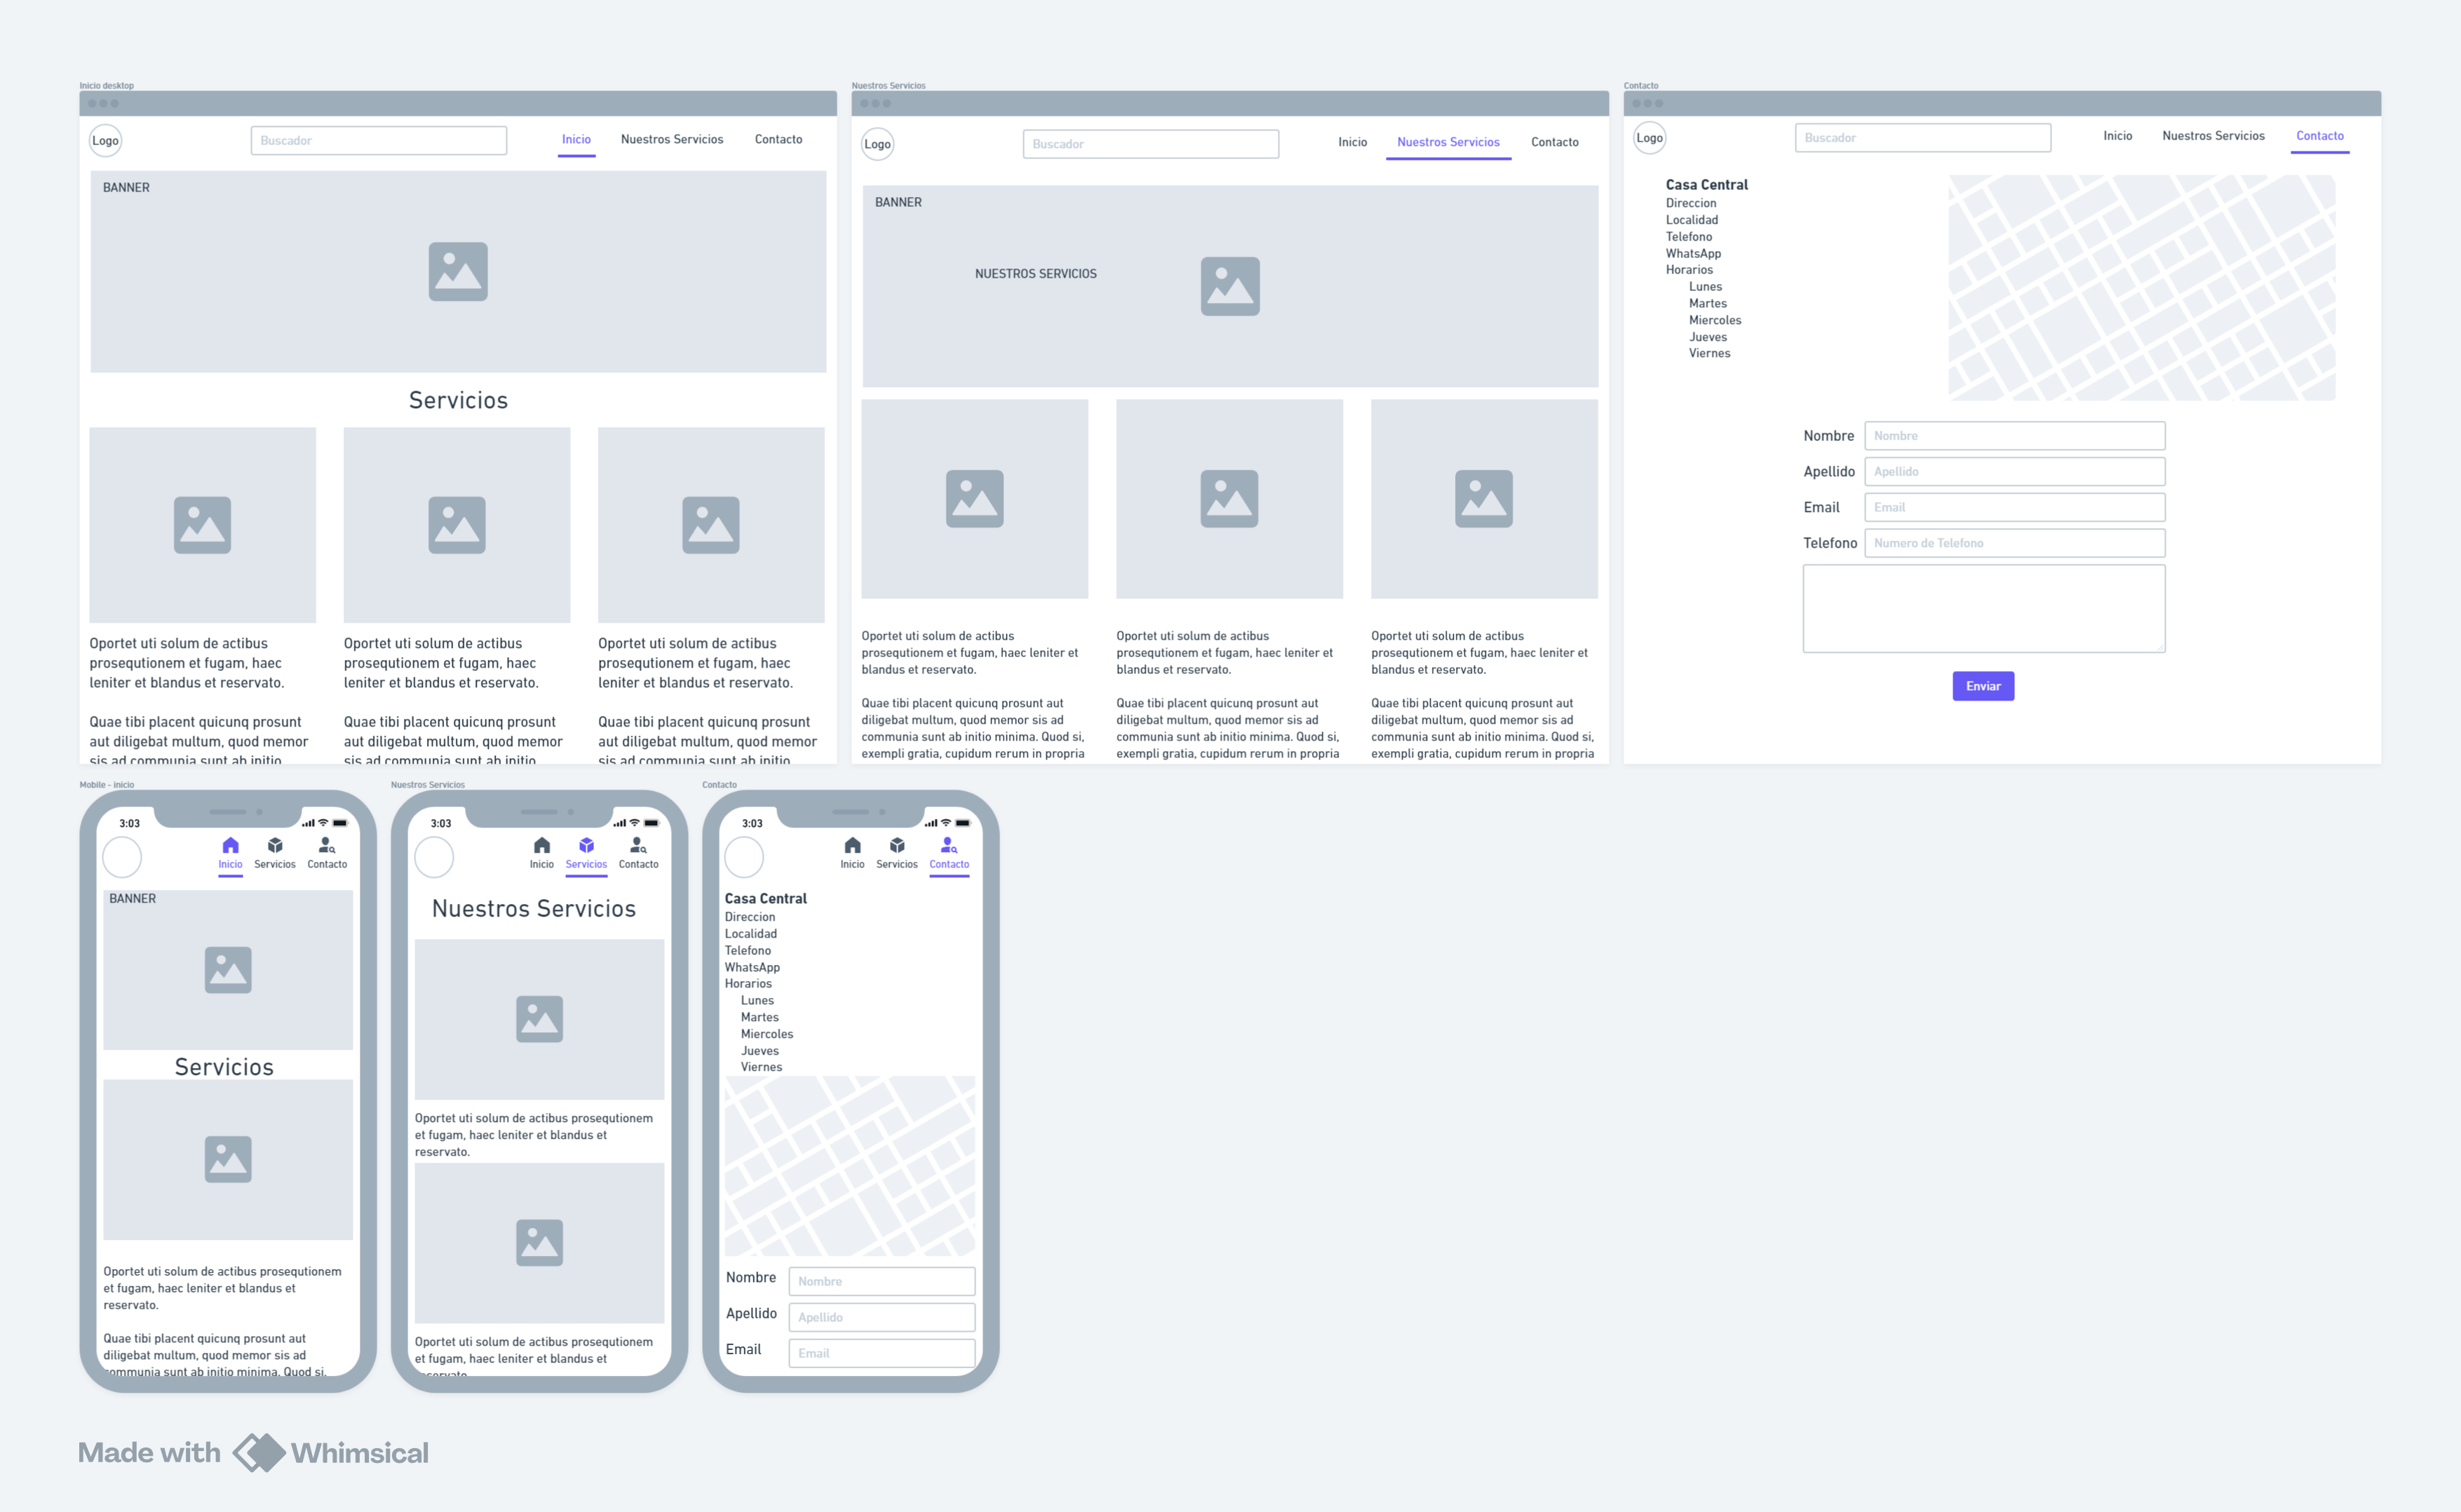 Inicio desktop
Logo
Buscador
Inicio
Nuestros Servicios
Contacto
BANNER
Servicios
Oportet uti solum de actibus
prosequtionem et fugam, haec
leniter et blandus et reservato.
Quae tibi placent quicunq prosunt
aut diligebat multum, quod memor
sis ad communia sunt ab initio
Oportet uti solum de actibus
prosequtionem et fugam, haec
leniter et blandus et reservato.
Quae tibi placent quicunq prosunt
aut diligebat multum, quod memor
sis ad communia sunt ab initio
Oportet uti solum de actibus
prosequtionem et fugam, haec
leniter et blandus et reservato.
Quae tibi placent quicunq prosunt
aut diligebat multum, quod memor
sis ad communia sunt ab initio
Nuestros Servicios
Logo
Buscador
Inicio
Nuestros Servicios
Contacto
BANNER
NUESTROS SERVICIOS
Oportet uti solum de actibus
prosequtionem et fugam, haec leniter et
blandus et reservato.
Quae tibi placent quicunq prosunt aut
diligebat multum, quod memor sis ad
communia sunt ab initio minima. Quod si,
exempli gratia, cupidum rerum in propria
Oportet uti solum de actibus
prosequtionem et fugam, haec leniter et
blandus et reservato.
Quae tibi placent quicunq prosunt aut
diligebat multum, quod memor sis ad
communia sunt ab initio minima. Quod si,
exempli gratia, cupidum rerum in propria
Oportet uti solum de actibus
prosequtionem et fugam, haec leniter et
blandus et reservato.
Quae tibi placent quicunq prosunt aut
diligebat multum, quod memor sis ad
communia sunt ab initio minima. Quod si,
exempli gratia, cupidum rerum in propria
Contacto
Logo
Buscador
Inicio
Nuestros Servicios
Contacto
Casa Central
Direccion
Localidad
Telefono
WhatsApp
Horarios
Lunes
Martes
Miercoles
Jueves
Viernes
Nombre
Nombre
Apellido
Apellido
Email
Email
Telefono
Numero de Telefono
Enviar
Mobile - inicio
3:03
Inicio
Servicios
Contacto
BANNER
Servicios
Oportet uti solum de actibus prosequtionem
et fugam, haec leniter et blandus et
reservato.
Quae tibi placent quicunq prosunt aut
diligebat multum, quod memor sis ad
communia sunt ab initio minima. Quod si,
Nuestros Servicios
3:03
Inicio
Servicios
Contacto
Nuestros Servicios
Oportet uti solum de actibus prosequtionem
et fugam, haec leniter et blandus et
reservato.
Oportet uti solum de actibus prosequtionem
et fugam, haec leniter et blandus et
reservato.
Contacto
3:03
Inicio
Servicios
Contacto
Casa Central
Direccion
Localidad
Telefono
WhatsApp
Horarios
Lunes
Martes
Miercoles
Jueves
Viernes
Nombre
Nombre
Apellido
Apellido
Email
Email
Made with Whimsical